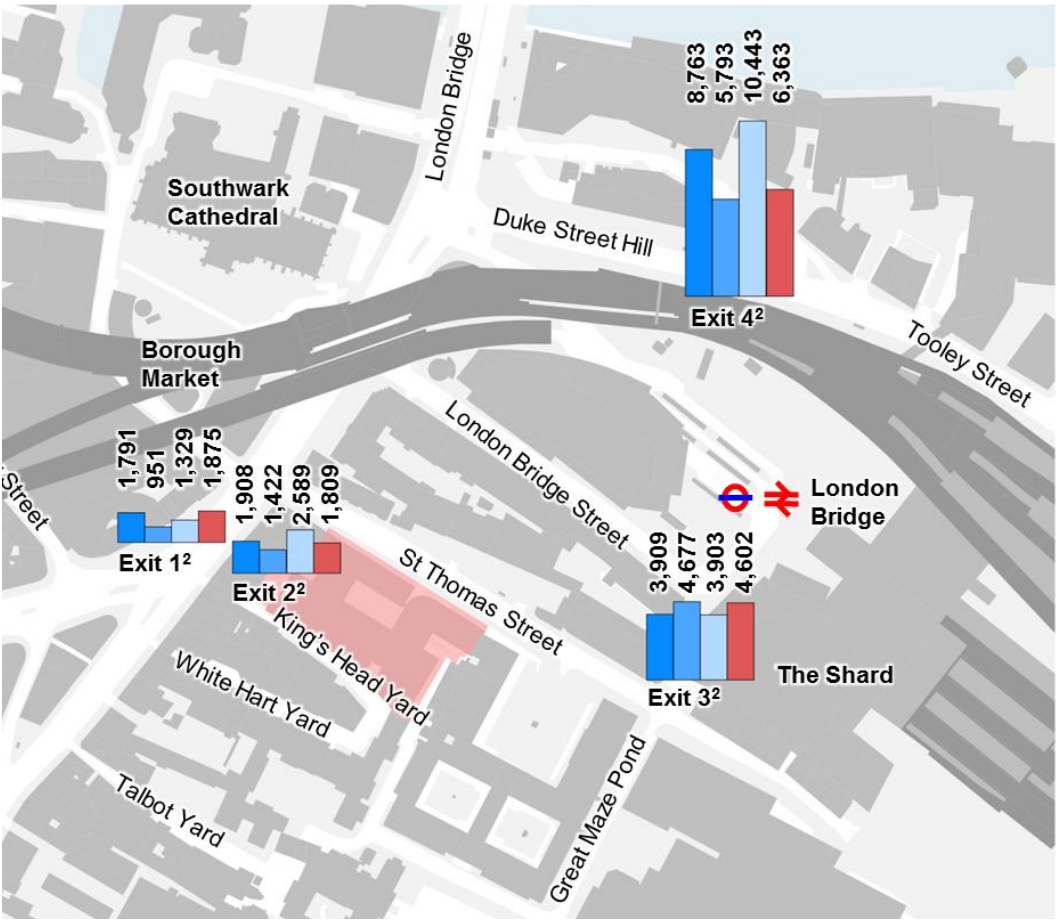 London Bridge
8,763
5,793
10,443
6,363
Southwark
Cathedral
Duke Street Hill
Exit 4²
Tooley Street
Borough
Market
London Bridge Street
1,791
951
1,329
1,875
Street
1,908
1,422
2,589
1,809
London
Bridge
Exit 1²
Exit 2²
St Thomas Street
3,909
4,677
3,903
4,602
King's Head Yard
White Hart Yard
The Shard
Exit 3²
Talbot Yard
Great Maze Pond